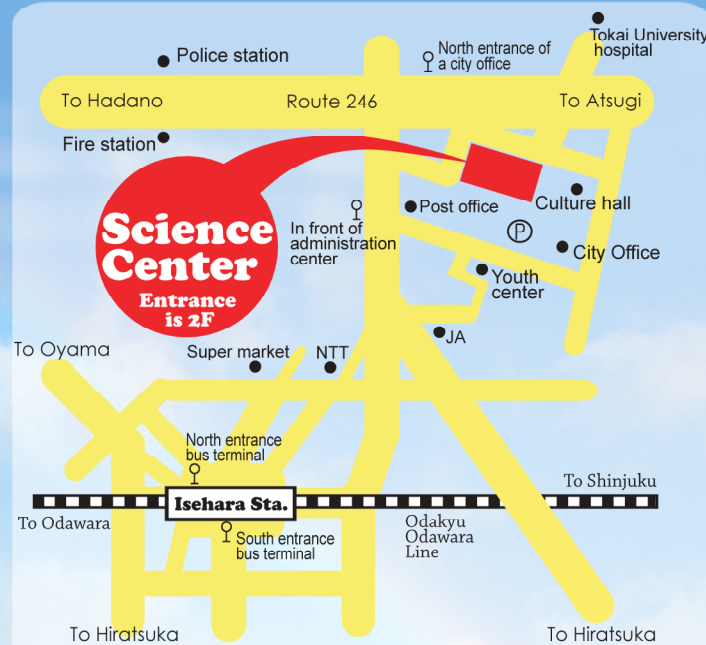 Tokai University
hospital
North entrance of
a city office
Police station
To Hadano
Route 246
To Atsugi
Fire station
Science
Center
Entrance
is 2F
Culture hall
Post office
In front of
administration
center
P
City Office
Youth
center
JA
To Oyama
Super market
NTT
North entrance
bus terminal
To Shinjuku
Isehara Sta.
To Odawara
Odakyu
Odawara
Line
South entrance
bus terminal
To Hiratsuka
To Hiratsuka